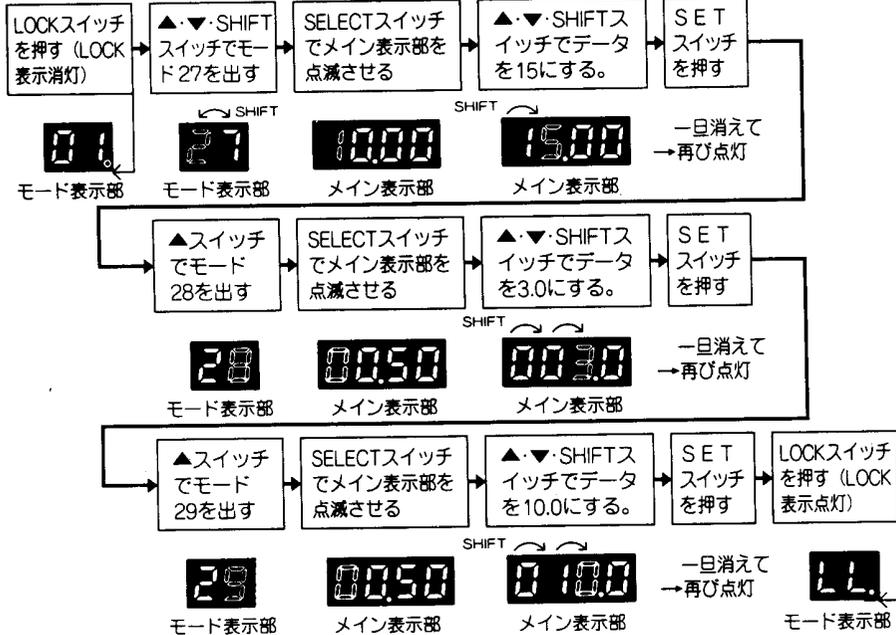 LOCKスイッチ
を押す（LOCK
表示消灯）
▲･▼･SHIFT
スイッチでモー
ド27を出す
SELECTスイッチ
でメイン表示部を
点滅させる
▲･▼･SHIFTス
イッチでデータ
を15にする。
SET
スイッチ
を押す
SHIFT
SHIFT
01.
27
10.00
15.00
一旦消えて
→再び点灯
モード表示部
モード表示部
メイン表示部
メイン表示部
▲スイッチ
でモード
28を出す
SELECTスイッチ
でメイン表示部を
点滅させる
▲･▼･SHIFTス
イッチでデータ
を3.0にする。
SET
スイッチ
を押す
SHIFT
28
00.50
003.0
一旦消えて
→再び点灯
モード表示部
メイン表示部
メイン表示部
▲スイッチ
でモード
29を出す
SELECTスイッチ
でメイン表示部を
点滅させる
▲･▼･SHIFTス
イッチでデータ
を10.0にする。
SET
スイッチ
を押す
LOCKスイッチ
を押す（LOCK
表示点灯）
SHIFT
29
00.50
010.0
一旦消えて
→再び点灯
LL.
モード表示部
メイン表示部
メイン表示部
モード表示部